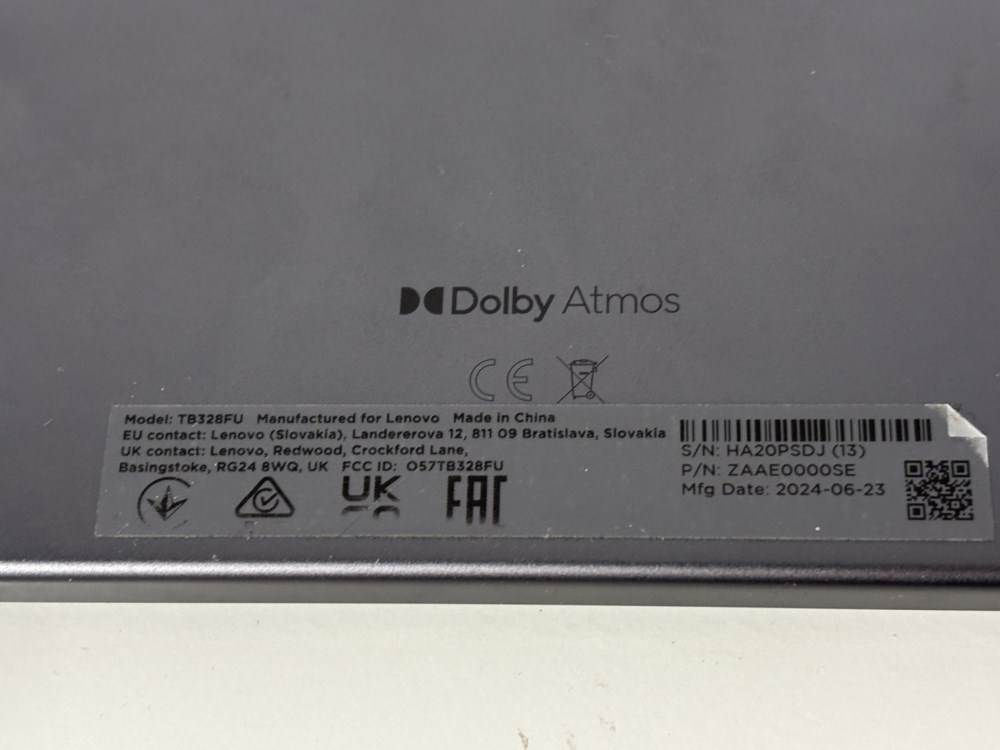 Dolby Atmos
CE
Model: TB328FU Manufactured for Lenovo Made in China
EU contact: Lenovo (Slovakia), Landererova 12, 811 09 Bratislava, Slovakia
UK contact: Lenovo, Redwood, Crockford Lane,
Basingstoke, RG24 8WQ, UK FCC ID: O57TB328FU
UK
CA
EAC
S/N: HA20PSDJ (13)
P/N: ZAAE0000SE
Mfg Date: 2024-06-23